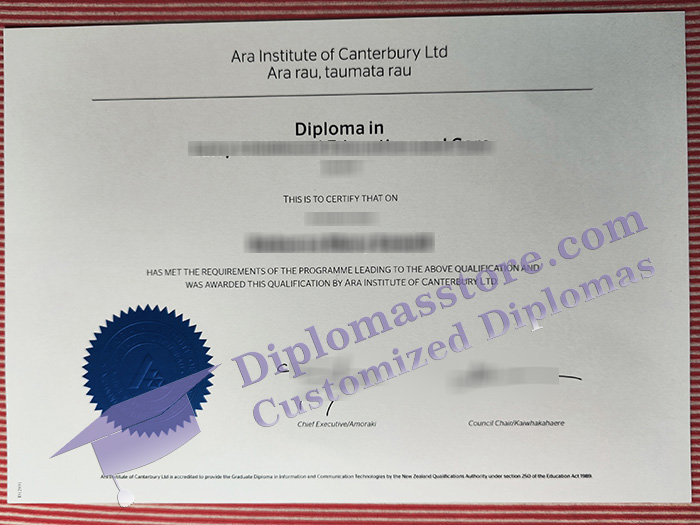 Ara Institute of Canterbury Ltd
Ara rau, taumata rau
Diploma in
THIS IS TO CERTIFY THAT ON
HAS MET THE REQUIREMENTS OF THE PROGRAMME LEADING TO THE ABOVE QUALIFICATION AND
WAS AWARDED THIS QUALIFICATION BY ARA INSTITUTE OF CANTERBURY LTD
Diplomasstore.com
Customized Diplomas
Chief Executive/Amoraki
Council Chair/Kaiwhakahaere
Ara Institute of Canterbury Ltd is accredited to provide the Graduate Diploma in Information and Communication Technologies by the New Zealand Qualifications Authority under section 250 of the Education Act 1989.